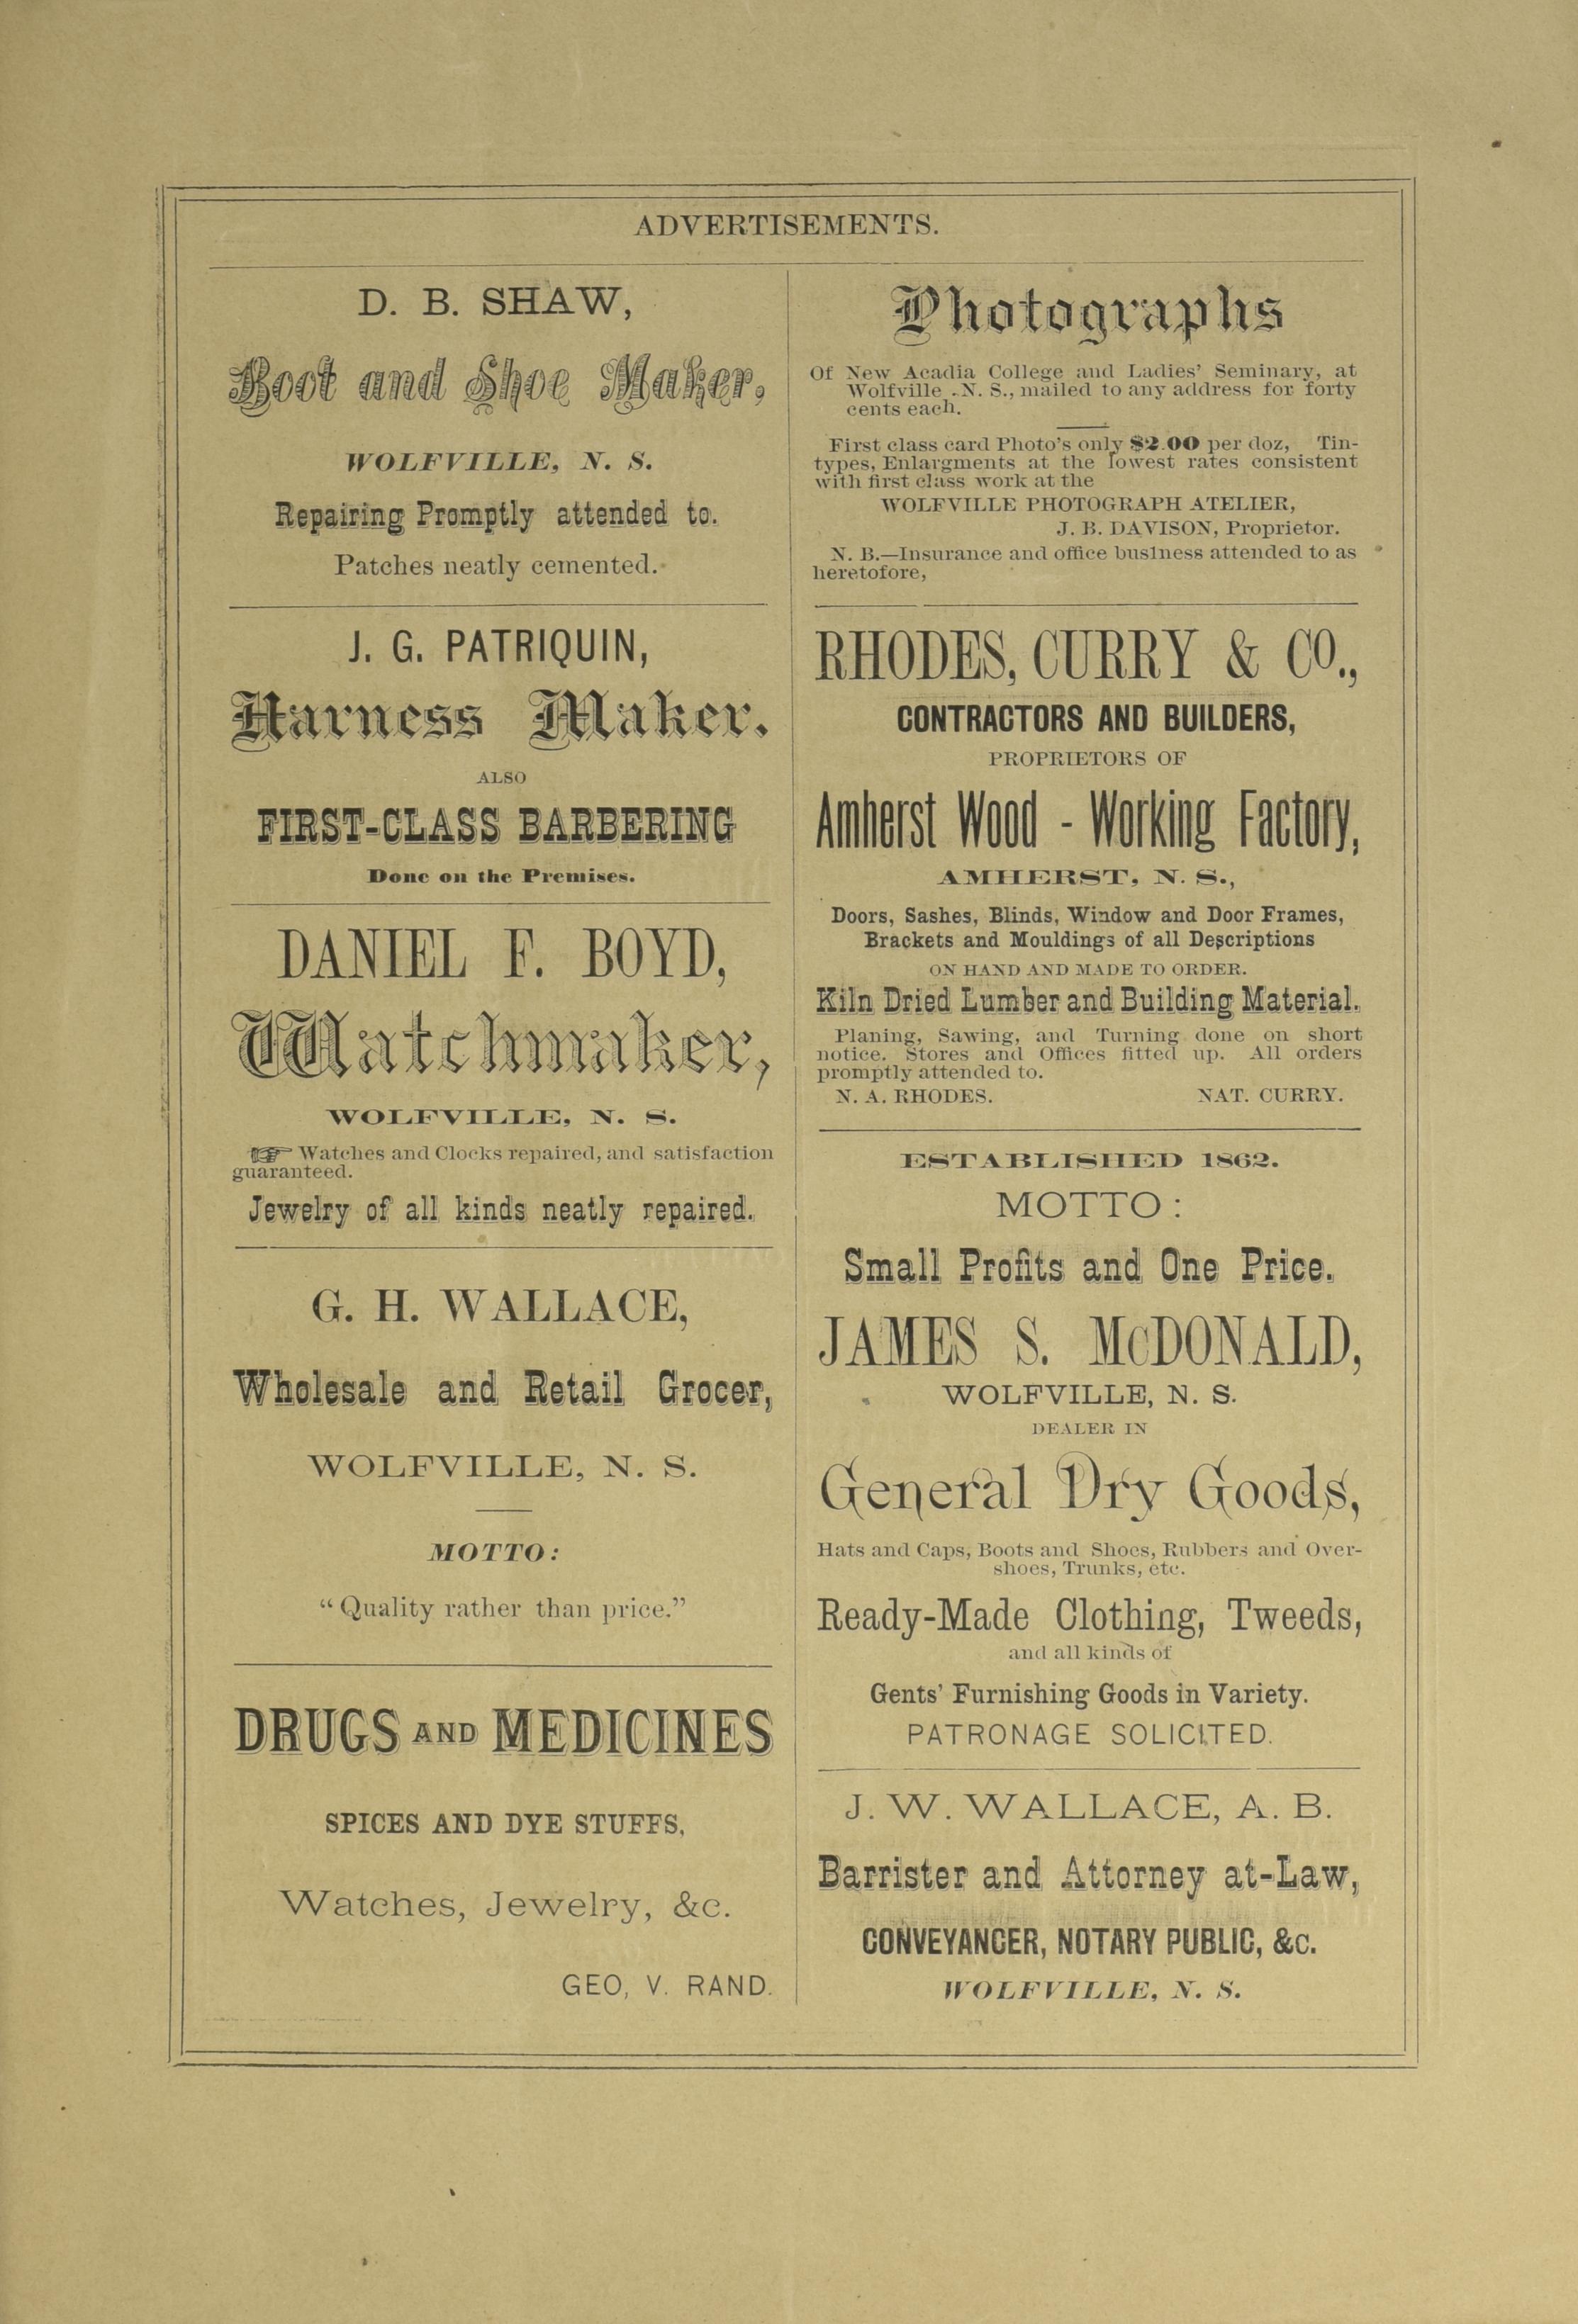 ADVERTISEMENTS.
D. B. SHAW,
Boot and Shoe Maker,
WOLFVILLE, N. S.
Repairing Promptly attended to.
Patches neatly cemented.
J. G. PATRIQUIN,
Harness Maker.
ALSO
FIRST-CLASS BARBERING
Done on the Premises.
DANIEL F. BOYD,
Watchmaker,
WOLFVILLE, N. S.
☞ Watches and Clocks repaired, and satisfaction
guaranteed.
Jewelry of all kinds neatly repaired.
G. H. WALLACE,
Wholesale and Retail Grocer,
WOLFVILLE, N. S.
MOTTO:
“Quality rather than price.”
DRUGS AND MEDICINES
SPICES AND DYE STUFFS,
Watches, Jewelry, &c.
GEO, V. RAND.
Photographs
Of New Acadia College and Ladies’ Seminary, at
Wolfville, N. S., mailed to any address for forty
cents each.
First class card Photo’s only $2.00 per doz, Tin-
types, Enlargments at the lowest rates consistent
with first class work at the
WOLFVILLE PHOTOGRAPH ATELIER,
J. B. DAVISON, Proprietor.
N. B.—Insurance and office business attended to as
heretofore,
RHODES, CURRY & CO.,
CONTRACTORS AND BUILDERS,
PROPRIETORS OF
Amherst Wood - Working Factory,
AMHERST, N. S.,
Doors, Sashes, Blinds, Window and Door Frames,
Brackets and Mouldings of all Descriptions
ON HAND AND MADE TO ORDER.
Kiln Dried Lumber and Building Material.
Planing, Sawing, and Turning done on short
notice. Stores and Offices fitted up. All orders
promptly attended to.
N. A. RHODES. NAT. CURRY.
ESTABLISHED 1862.
MOTTO:
Small Profits and One Price.
JAMES S. McDONALD,
WOLFVILLE, N. S.
DEALER IN
General Dry Goods,
Hats and Caps, Boots and Shoes, Rubbers and Over-
shoes, Trunks, etc.
Ready-Made Clothing, Tweeds,
and all kinds of
Gents’ Furnishing Goods in Variety.
PATRONAGE SOLICITED.
J. W. WALLACE, A. B.
Barrister and Attorney at-Law,
CONVEYANCER, NOTARY PUBLIC, &c.
WOLFVILLE, N. S.